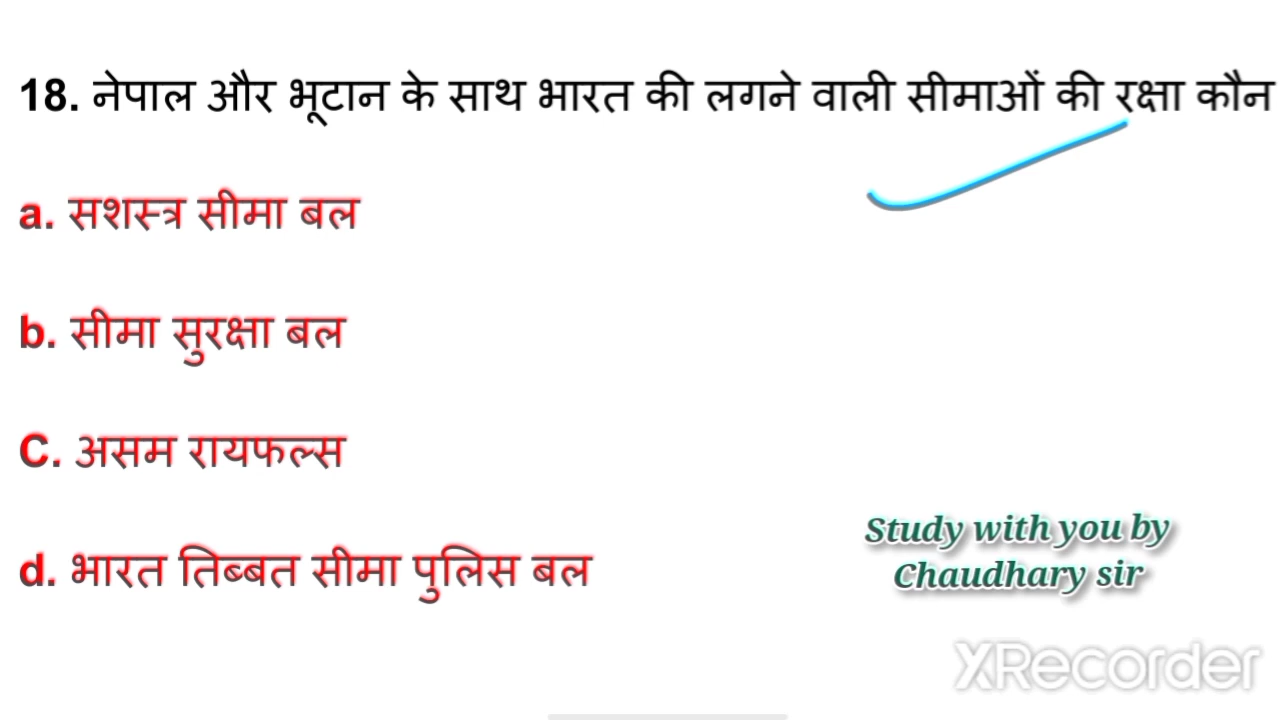 18. नेपाल और भूटान के साथ भारत की लगने वाली सीमाओं की रक्षा कौन
a. सशस्त्र सीमा बल
b. सीमा सुरक्षा बल
C. असम रायफल्स
d. भारत तिब्बत सीमा पुलिस बल
Study with you by
Chaudhary sir
XRecorder